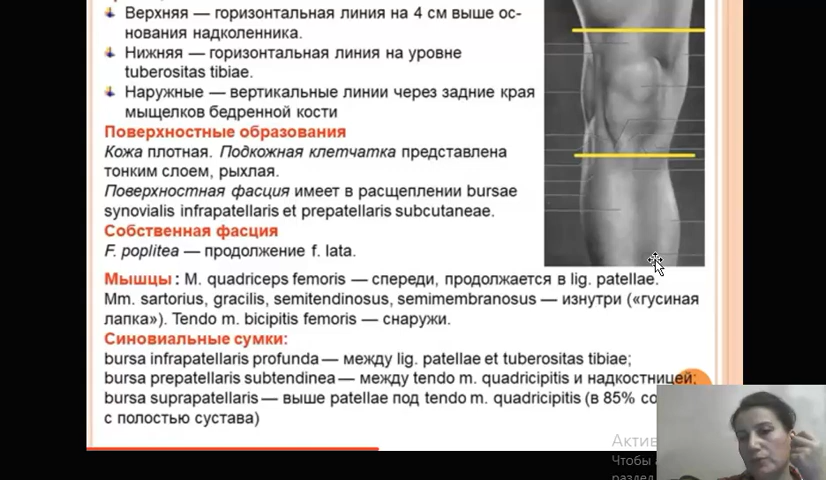 Верхняя — горизонтальная линия на 4 см выше ос-
нования надколенника.
Нижняя — горизонтальная линия на уровне
tuberositas tibiae.
Наружные — вертикальные линии через задние края
мыщелков бедренной кости
Поверхностные образования
Кожа плотная. Подкожная клетчатка представлена
тонким слоем, рыхлая.
Поверхностная фасция имеет в расщеплении bursae
synovialis infrapatellaris et prepatellaris subcutaneae.
Собственная фасция
F. poplitea — продолжение f. lata.
Мышцы: M. quadriceps femoris — спереди, продолжается в lig. patellae.
Mm. sartorius, gracilis, semitendinosus, semimembranosus — изнутри («гусиная
лапка»). Tendo m. bicipitis femoris — снаружи.
Синовиальные сумки:
bursa infrapatellaris profunda — между lig. patellae et tuberositas tibiae;
bursa prepatellaris subtendinea — между tendo m. quadricipitis и надкостницей;
bursa suprapatellaris — выше patellae под tendo m. quadricipitis (в 85% со
с полостью сустава)
Актив
Чтобы
раздел